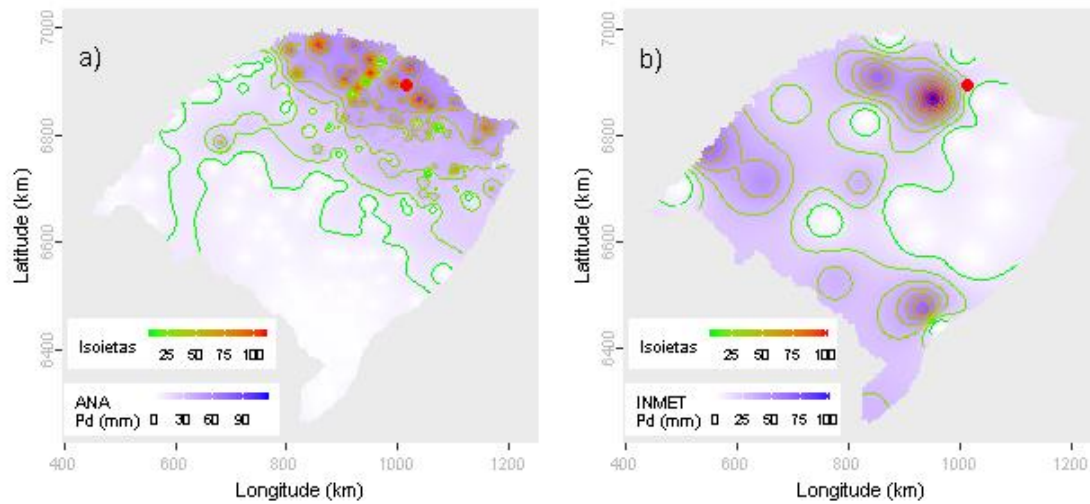 a)
Latitude (km)
7000
6800
6600
6400
Isoietas
25 50 75 100
ANA
Pd (mm)
0 30 60 90
400 600 800 1000 1200
Longitude (km)
b)
Latitude (km)
7000
6800
6600
6400
Isoietas
25 50 75 100
INMET
Pd (mm)
0 25 50 75 100
400 600 800 1000 1200
Longitude (km)